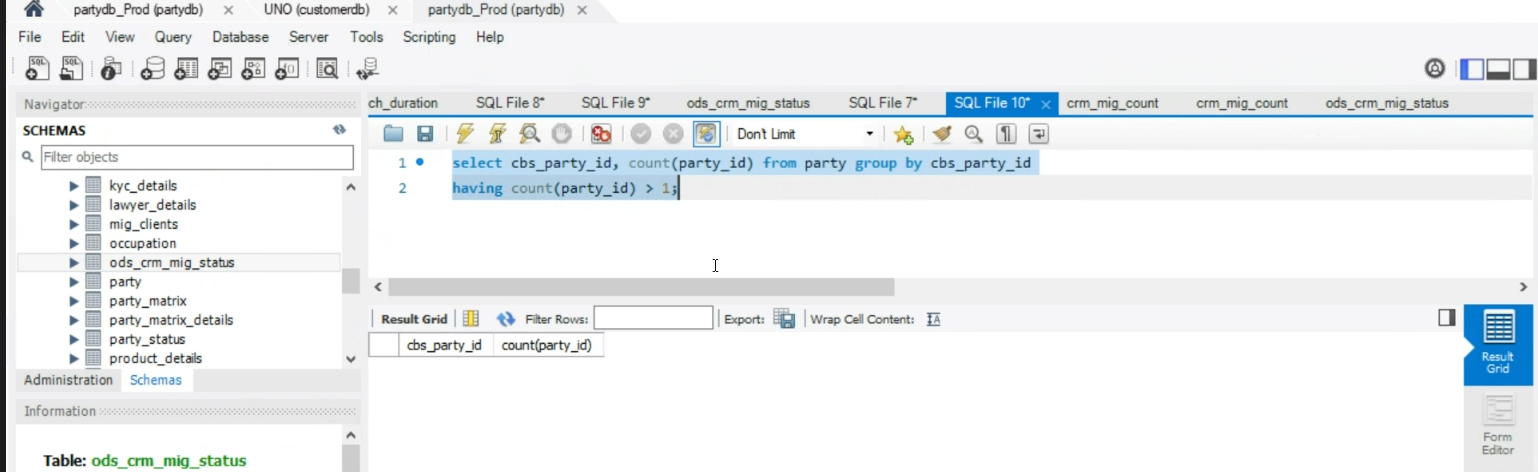 partydb_Prod (partydb) × UNO (customerdb) × partydb_Prod (partydb) ×
File Edit View Query Database Server Tools Scripting Help
Navigator
SCHEMAS
Filter objects
kyc_details
lawyer_details
mig_clients
occupation
ods_crm_mig_status
party
party_matrix
party_matrix_details
party_status
product_details
Administration Schemas
Information
Table: ods_crm_mig_status
ch_duration SQL File 8* SQL File 9* ods_crm_mig_status SQL File 7* SQL File 10* × crm_mig_count crm_mig_count ods_crm_mig_status
Don't Limit
1 select cbs_party_id, count(party_id) from party group by cbs_party_id
2 having count(party_id) > 1;
Result Grid Filter Rows: Export: Wrap Cell Content:
cbs_party_id count(party_id)
Result
Grid
Form
Editor